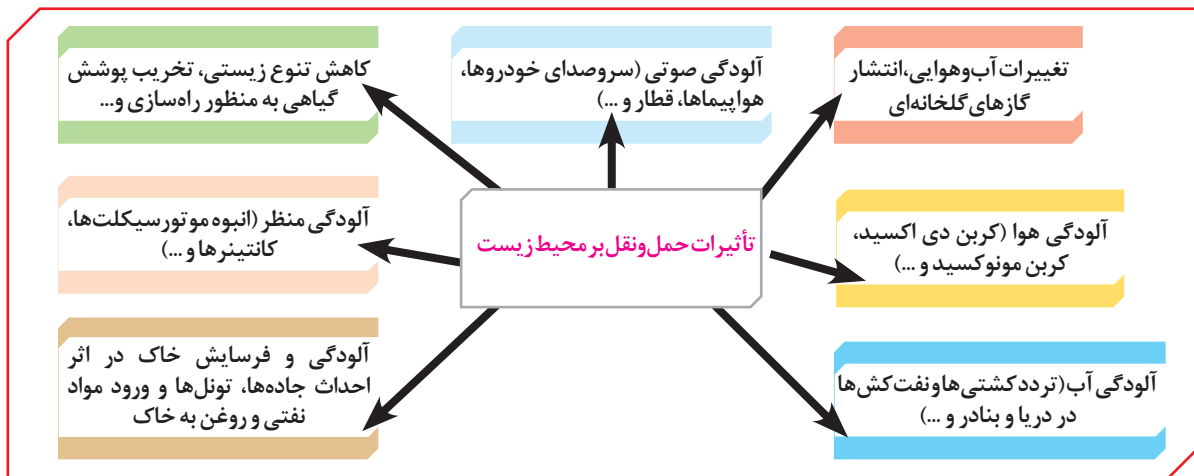 تغییرات آب‌وهوایی،انتشار
گازهای گلخانه‌ای
آلودگی صوتی (سروصدای خودروها،
هواپیماها، قطار و ...)
کاهش تنوع زیستی، تخریب پوشش
گیاهی به منظور راه‌سازی و...
آلودگی هوا (کربن دی اکسید،
کربن مونوکسید و ...)
تأثیرات حمل‌ونقل بر محیط زیست
آلودگی منظر (انبوه موتورسیکلت‌ها،
کانتینرها و ...)
آلودگی آب(تردد کشتی‌ها و نفت‌کش‌ها
در دریا و بنادر و ...)
آلودگی و فرسایش خاک در اثر
احداث جاده‌ها، تونل‌ها و ورود مواد
نفتی و روغن به خاک